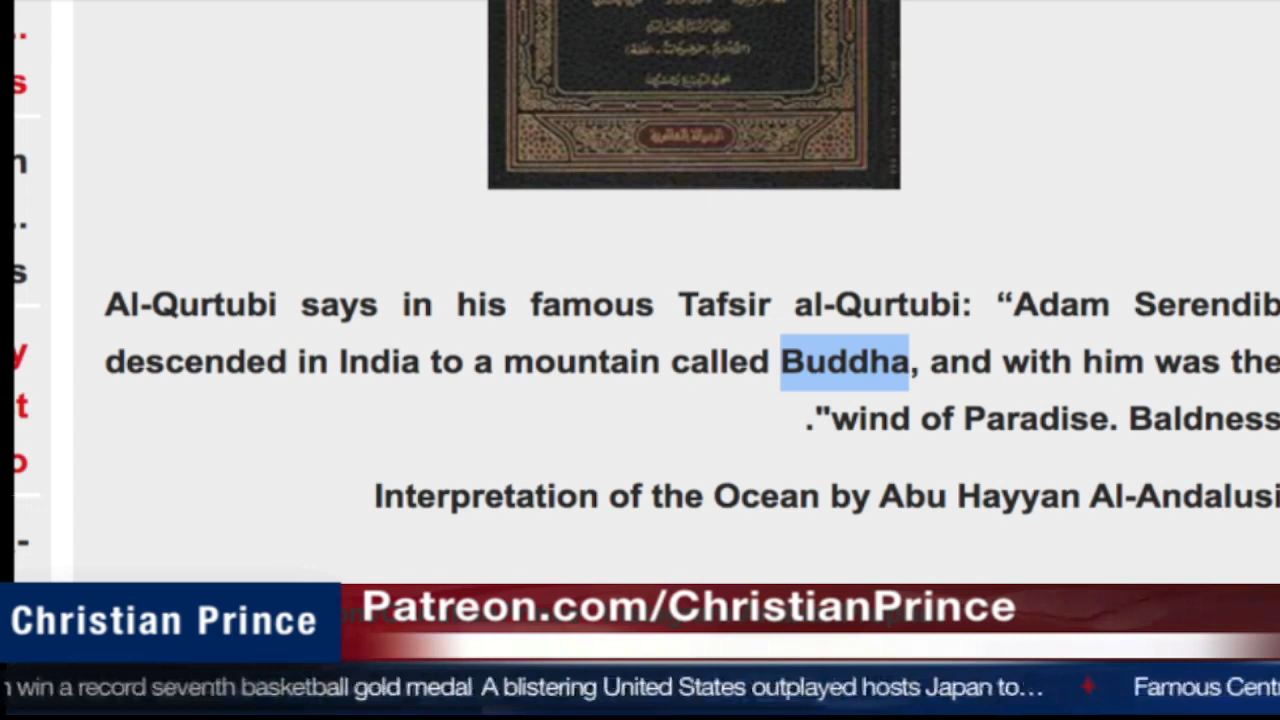 ..
s
n
..
s
y
t
o
.-
Al-Qurtubi says in his famous Tafsir al-Qurtubi: “Adam Serendib
descended in India to a mountain called Buddha, and with him was the
."wind of Paradise. Baldness
Interpretation of the Ocean by Abu Hayyan Al-Andalusi
Christian Prince
Patreon.com/ChristianPrince
win a record seventh basketball gold medal A blistering United States outplayed hosts Japan to... Famous Cent